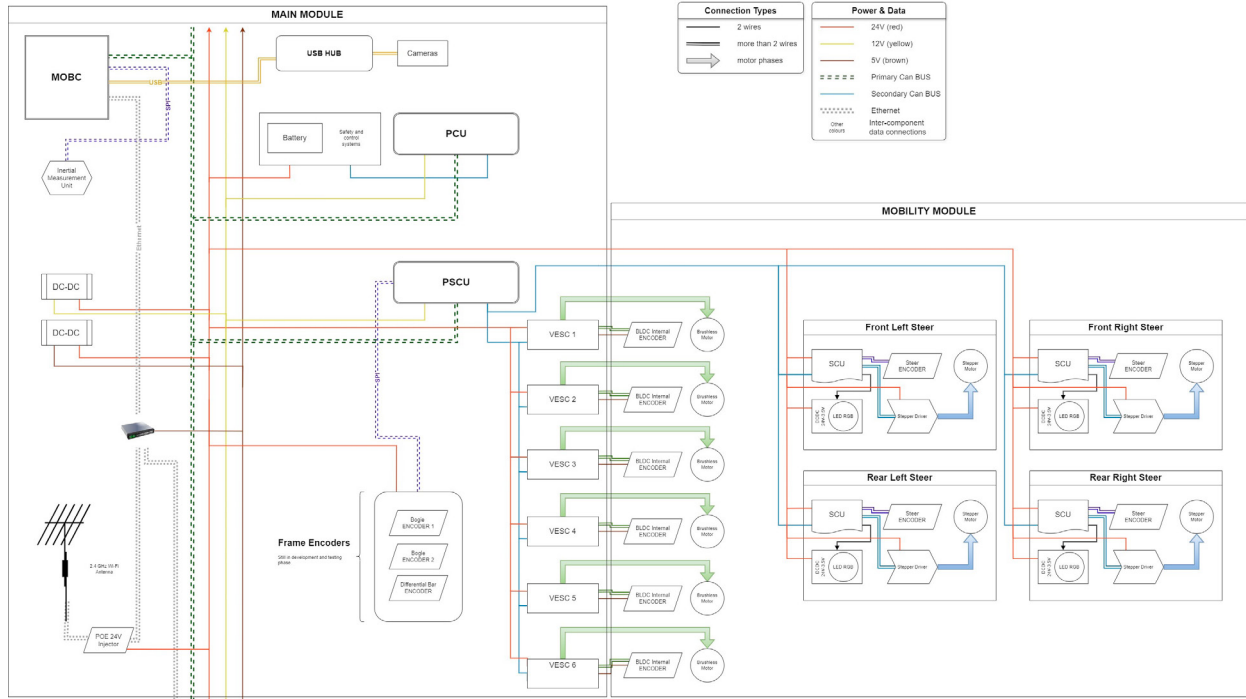 MAIN MODULE
MOBC
USB
SPI
USB HUB
Cameras
Battery
Safety and
control
systems
PCU
Inertial
Measurement
Unit
Ethernet
DC-DC
DC-DC
PSCU
SPI
2.4 GHz Wi-Fi
Antenna
POE 24V
Injector
Frame Encoders
Still in development and testing
phase
Bogie
ENCODER 1
Bogie
ENCODER 2
Differential Bar
ENCODER
Connection Types
2 wires
more than 2 wires
motor phases
Power & Data
24V (red)
12V (yellow)
5V (brown)
Primary Can BUS
Secondary Can BUS
Ethernet
Other
colours
Inter-component
data connections
MOBILITY MODULE
VESC 1
BLDC Internal
ENCODER
Brushless
Motor
VESC 2
BLDC Internal
ENCODER
Brushless
Motor
VESC 3
BLDC Internal
ENCODER
Brushless
Motor
VESC 4
BLDC Internal
ENCODER
Brushless
Motor
VESC 5
BLDC Internal
ENCODER
Brushless
Motor
VESC 6
BLDC Internal
ENCODER
Brushless
Motor
Front Left Steer
SCU
Steer
ENCODER
Stepper
Motor
LED RGB
Stepper Driver
Front Right Steer
SCU
Steer
ENCODER
Stepper
Motor
LED RGB
Stepper Driver
Rear Left Steer
SCU
Steer
ENCODER
Stepper
Motor
LED RGB
Stepper Driver
Rear Right Steer
SCU
Steer
ENCODER
Stepper
Motor
LED RGB
Stepper Driver